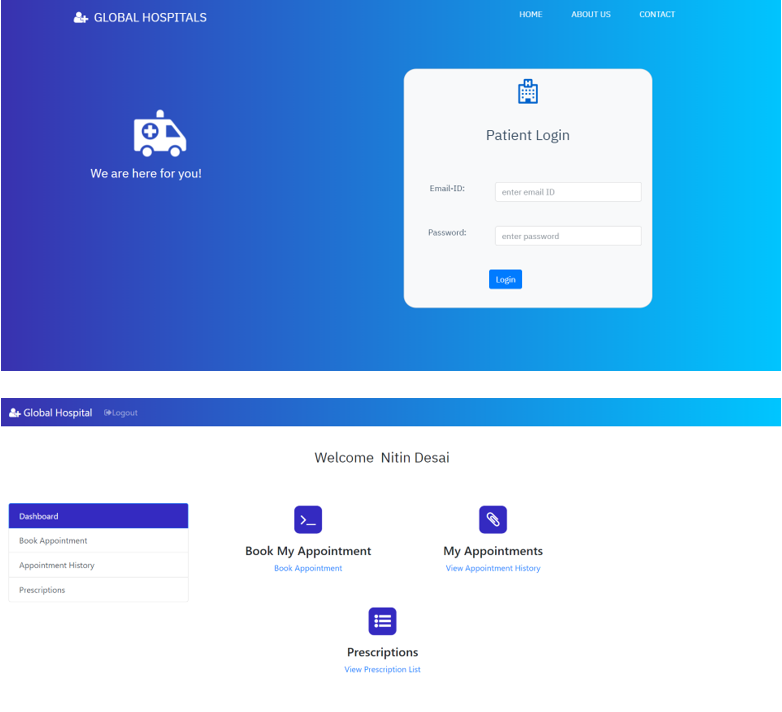 GLOBAL HOSPITALS
HOME ABOUT US CONTACT
We are here for you!
Patient Login
Email-ID: enter email ID
Password: enter password
Login
Global Hospital Logout
Welcome Nitin Desai
Dashboard
Book Appointment
Appointment History
Prescriptions
Book My Appointment
Book Appointment
My Appointments
View Appointment History
Prescriptions
View Prescription List